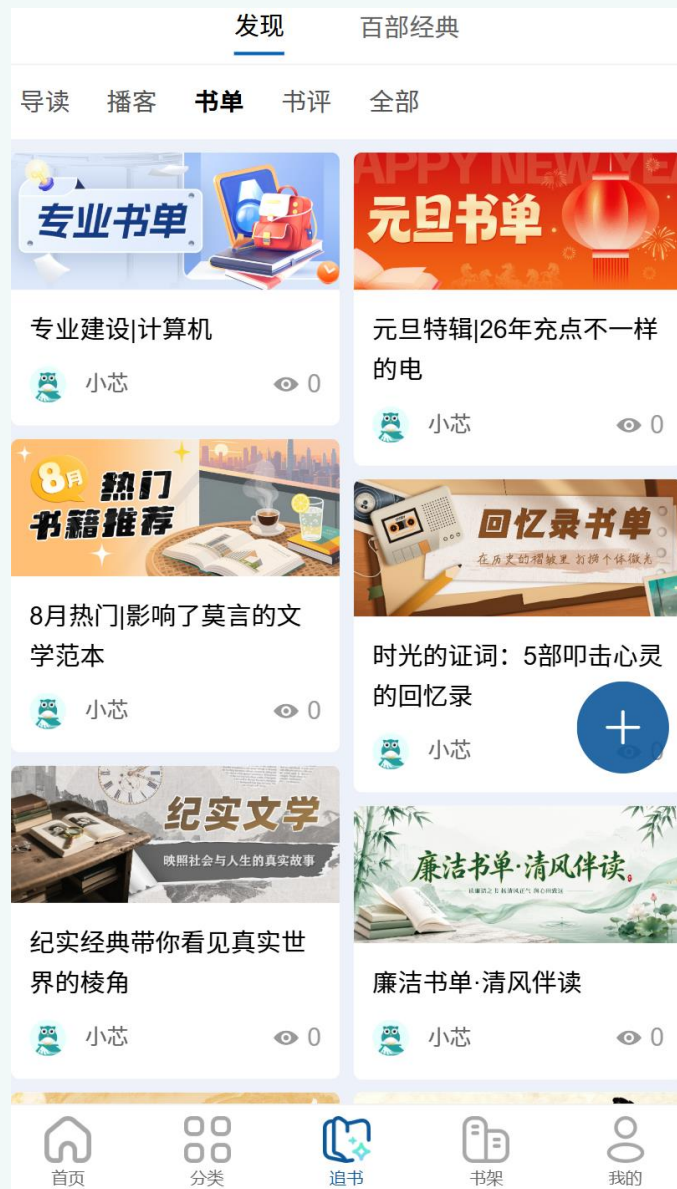 发现 百部经典
导读 播客 书单 书评 全部
专业书单
专业建设|计算机
小芯 0
APPY NEW YE
元旦书单
元旦特辑|26年充点不一样
的电
小芯 0
8月 热门
书籍推荐
8月热门|影响了莫言的文
学范本
小芯 0
回忆录书单
在历史的褶皱里 打捞个体微光
时光的证词：5部叩击心灵
的回忆录
小芯 0
纪实文学
映照社会与人生的真实故事
纪实经典带你看见真实世
界的棱角
小芯 0
廉洁书单·清风伴读
廉洁书单·清风伴读
小芯 0
首页 分类 追书 书架 我的